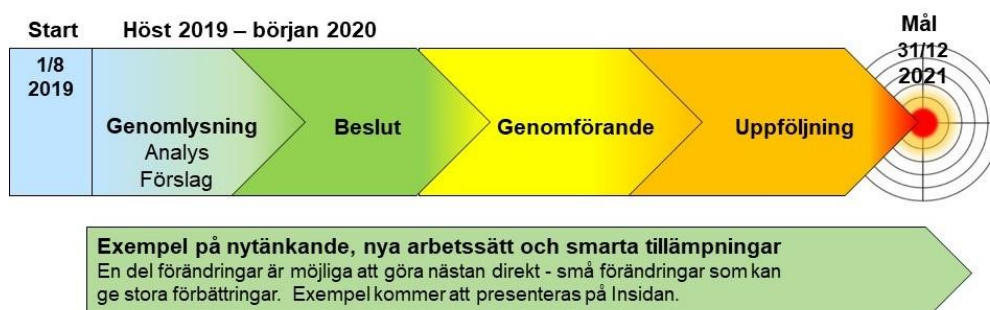 Start
Höst 2019 – början 2020
Mål
31/12
2021
1/8
2019
Genomlysning
Analys
Förslag
Beslut
Genomförande
Uppföljning
Exempel på nytänkande, nya arbetssätt och smarta tillämpningar
En del förändringar är möjliga att göra nästan direkt - små förändringar som kan
ge stora förbättringar. Exempel kommer att presenteras på Insidan.